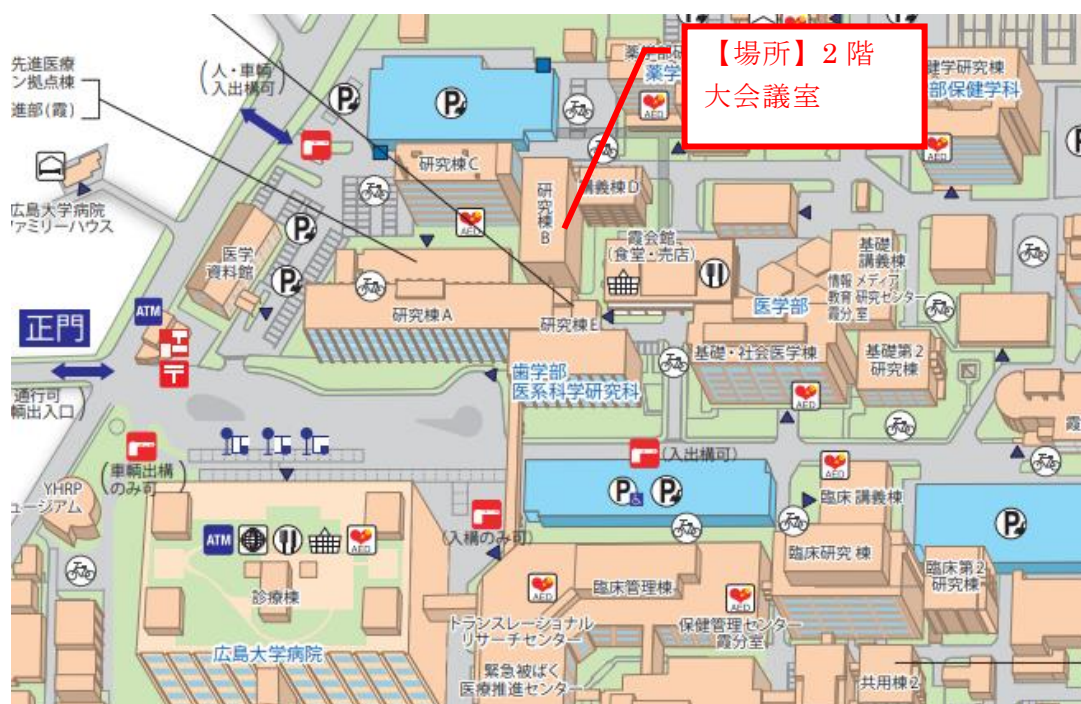 【場所】２階
大会議室
先進医療
ン拠点棟
進部(霞)
人・車輌
入出構可
広島大学病院
ファミリーハウス
医学
資料館
正門
ATM
通行可
輌出入口
車輌出構
のみ可
YHRP
ュージアム
研究棟C
AED
研究棟B
講義棟D
研究棟A
研究棟E
歯学部
医系科学研究科
霞会館
(食堂・売店)
AED
AED
健学研究棟
部保健学科
AED
医学部
基礎
講義棟
情報 メディア
教育 研究センター
霞分 室
基礎・社会医学棟
AED
基礎第2
研究棟
霞
(入出構可)
(入構のみ可)
P
P
P
P
P
P
P
AED
臨床 講義棟
臨床研究 棟
臨床第2
研究棟
ATM
AED
診療棟
広島大学病院
AED
臨床管理棟
AED
保健管理センター
霞分室
トランスレーショナル
リサーチセンター
緊急被ばく
医療推進センター
共用棟2